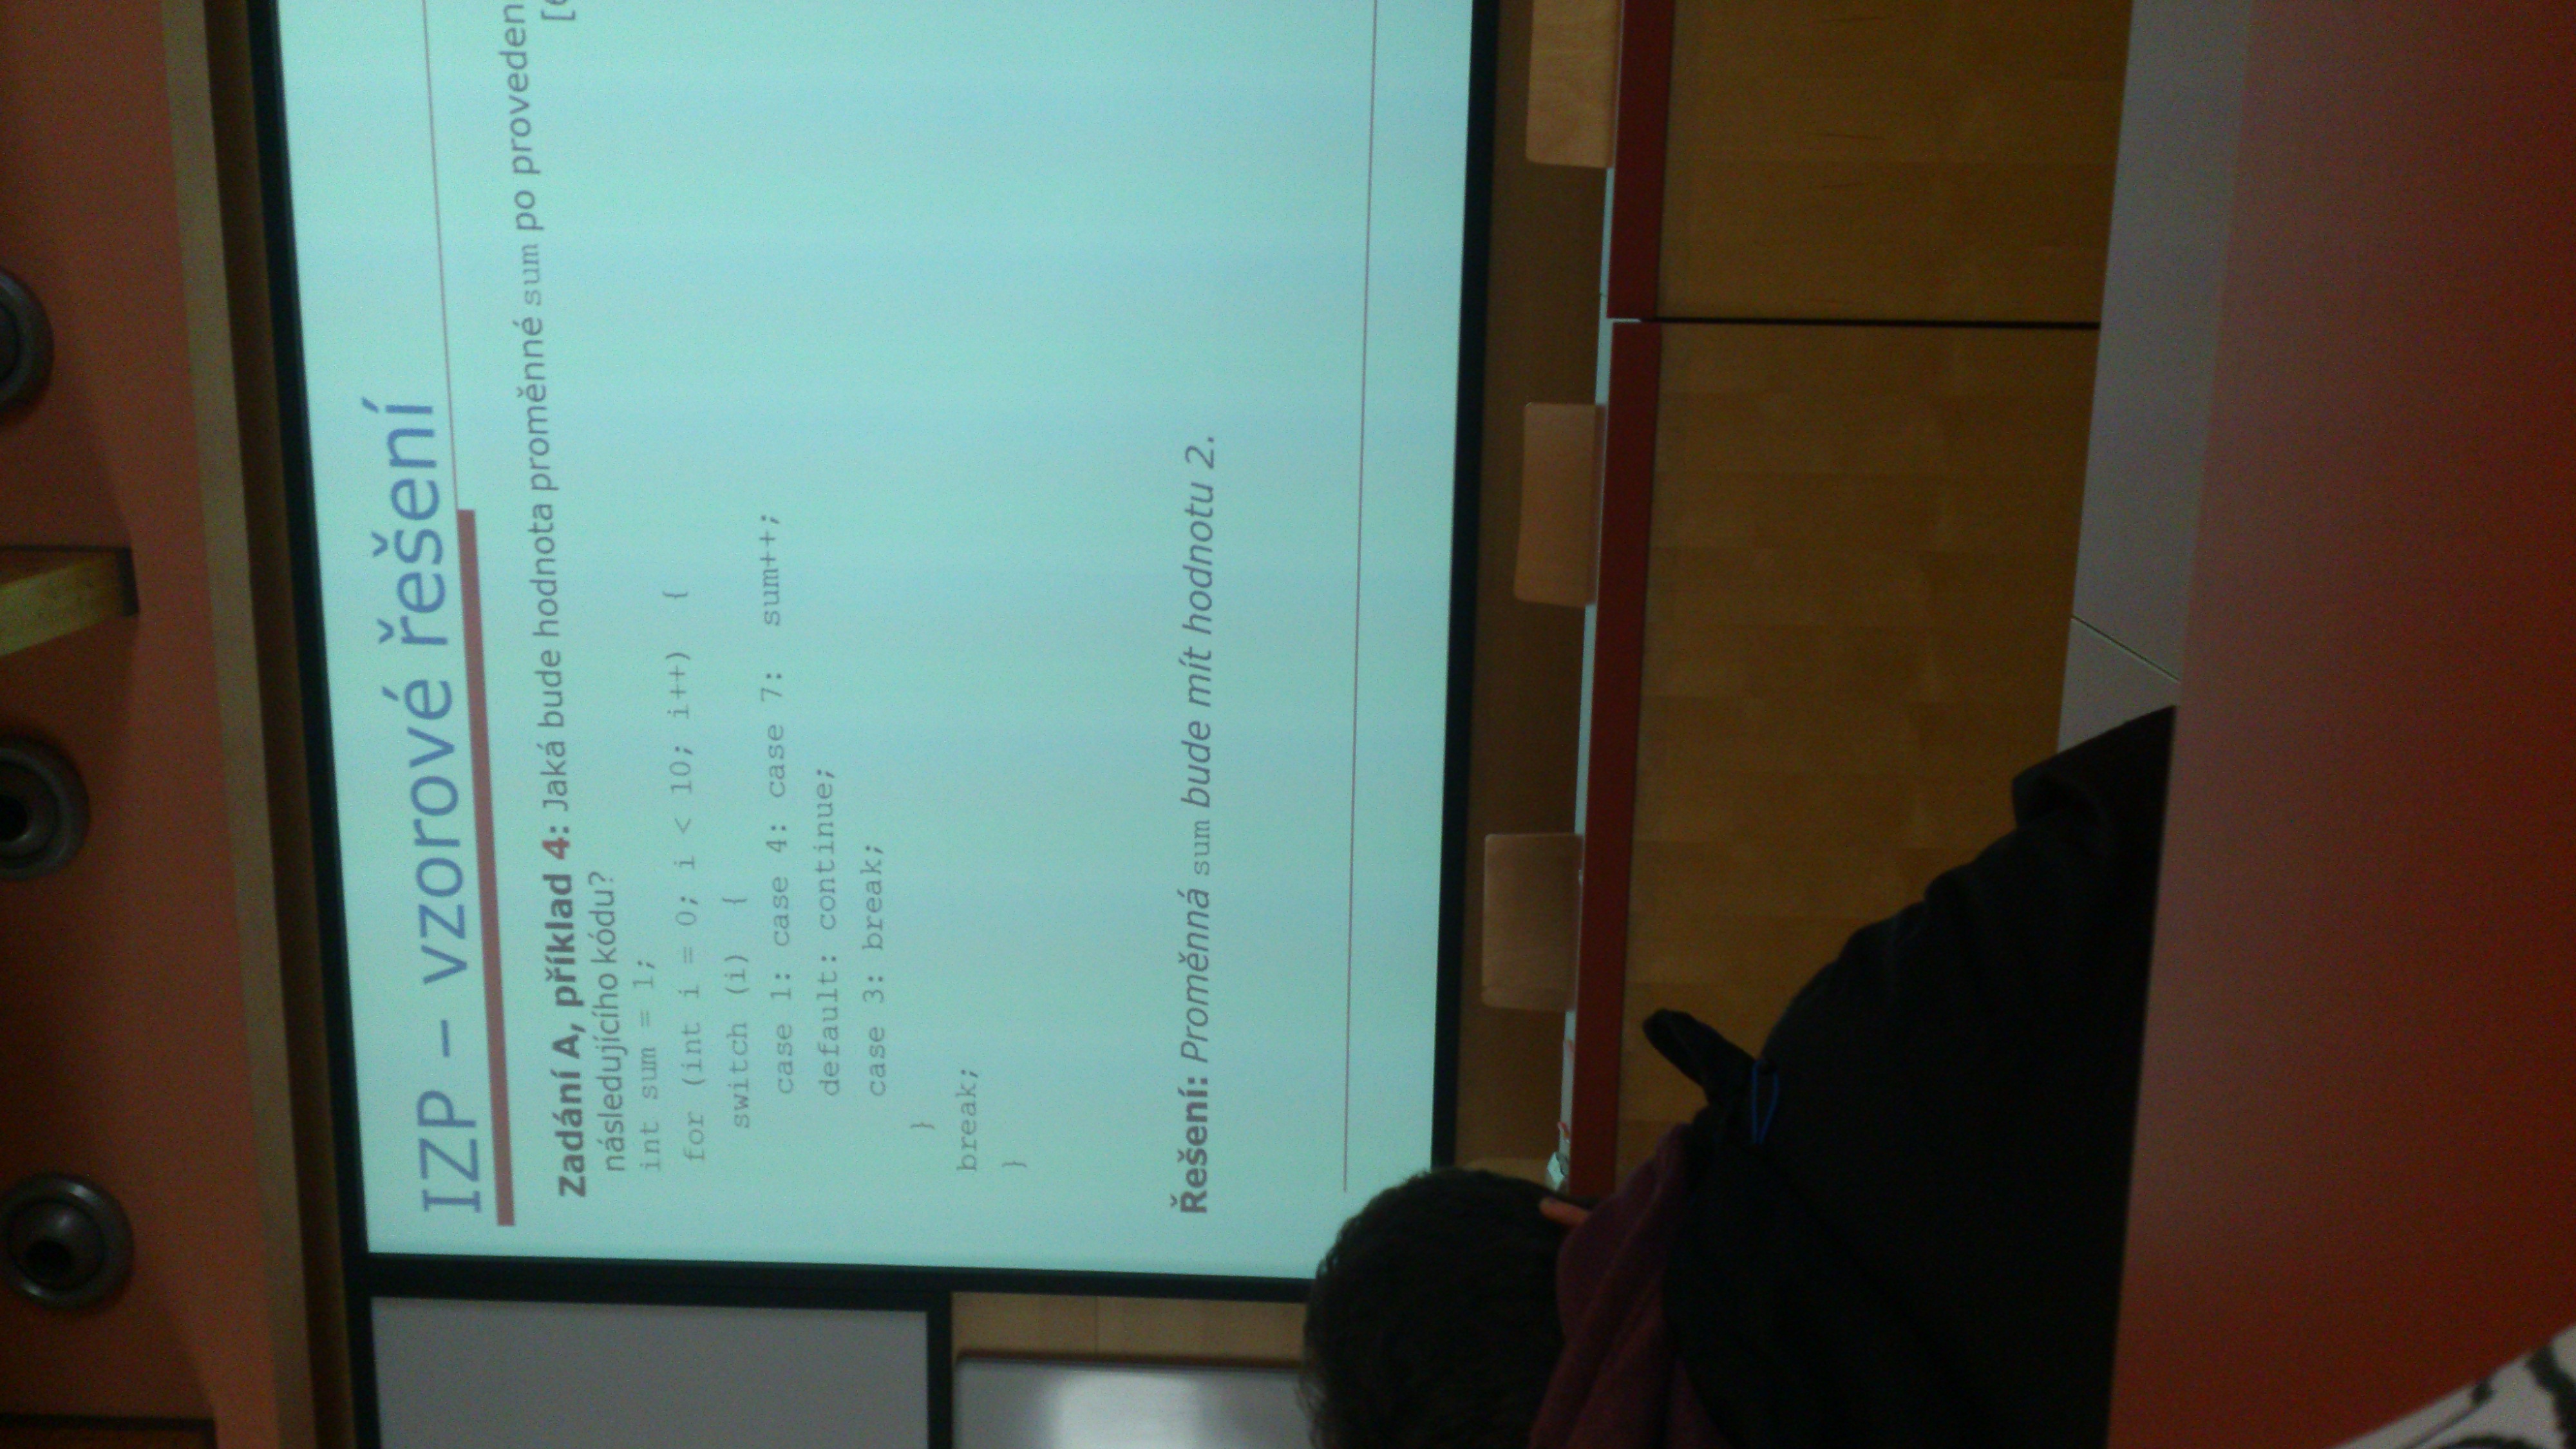 IZP – vzorové řešení
Zadání A, příklad 4: Jaká bude hodnota proměnné sum po proveden
následujícího kódu?
int sum = 1;
for (int i = 0; i < 10; i++) {
switch (i) {
case 1: case 4: case 7: sum++;
default: continue;
case 3: break;
}
break;
}
Řešení: Proměnná sum bude mít hodnotu 2.